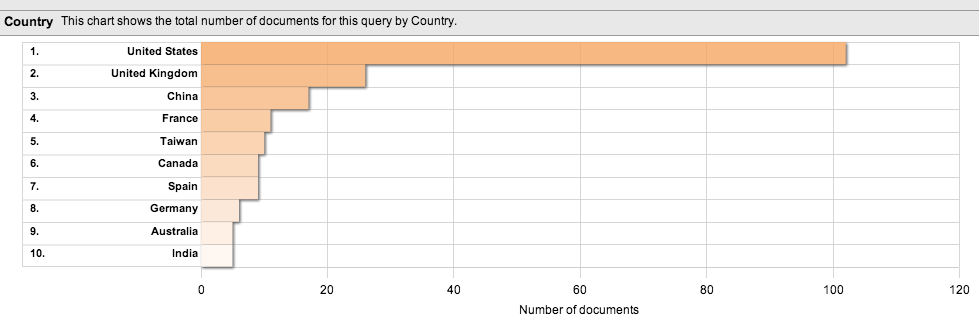 Country This chart shows the total number of documents for this query by Country.
1. United States
2. United Kingdom
3. China
4. France
5. Taiwan
6. Canada
7. Spain
8. Germany
9. Australia
10. India
0 20 40 60 80 100 120
Number of documents